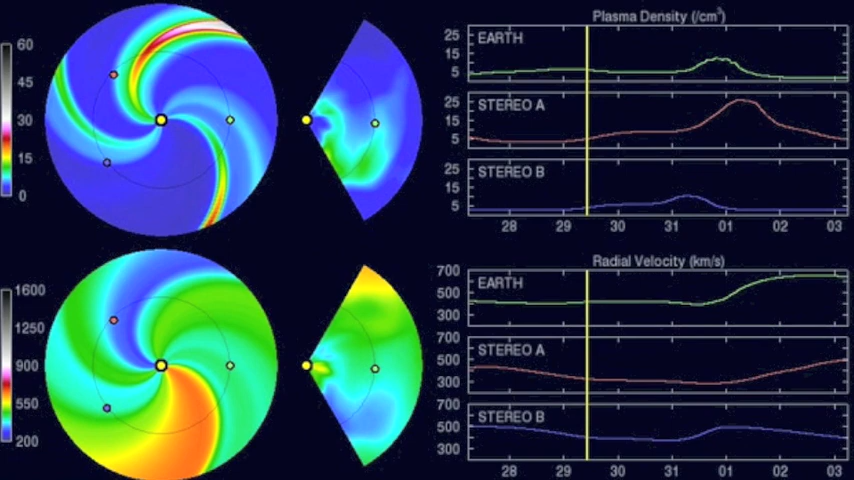 Plasma Density (/cm³)
60
45
30
15
0
25
15
5
EARTH
25
15
5
STEREO A
25
15
5
STEREO B
28 29 30 31 01 02 03
Radial Velocity (km/s)
1600
1250
900
550
200
700
500
300
EARTH
700
500
300
STEREO A
700
500
300
STEREO B
28 29 30 31 01 02 03